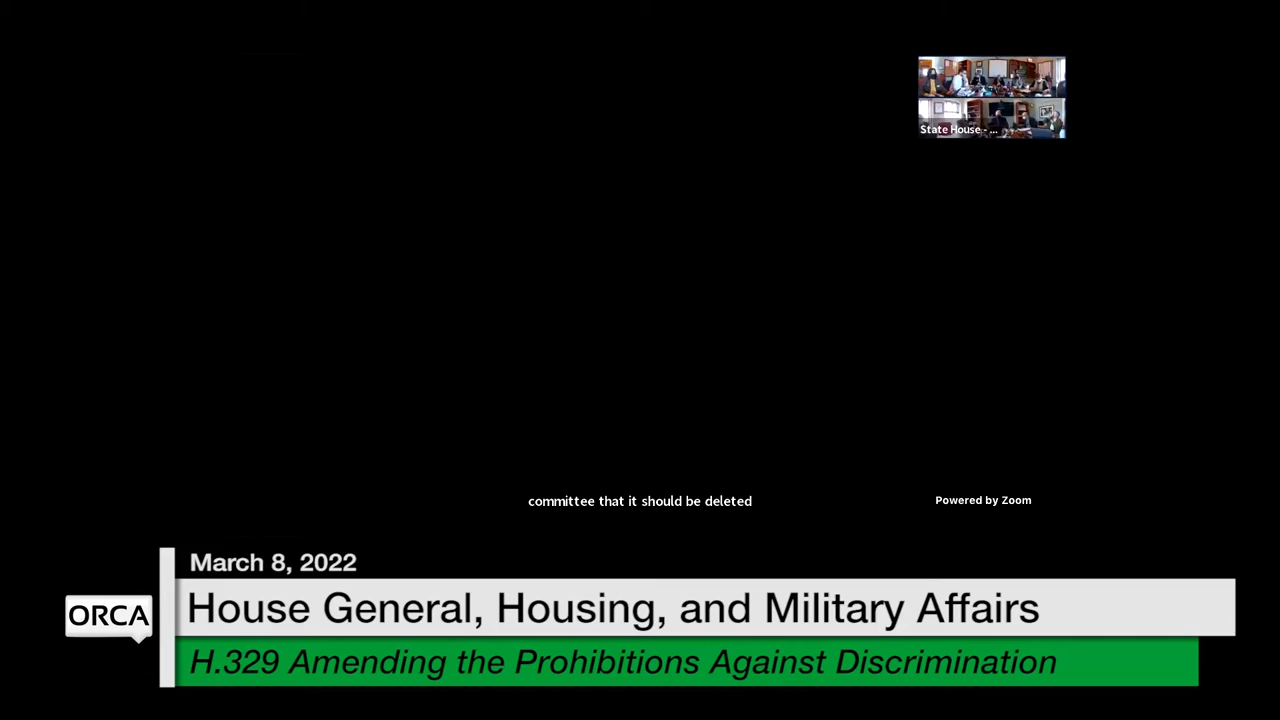 State House - ...
committee that it should be deleted
Powered by Zoom
March 8, 2022
House General, Housing, and Military Affairs
ORCA
H.329 Amending the Prohibitions Against Discrimination